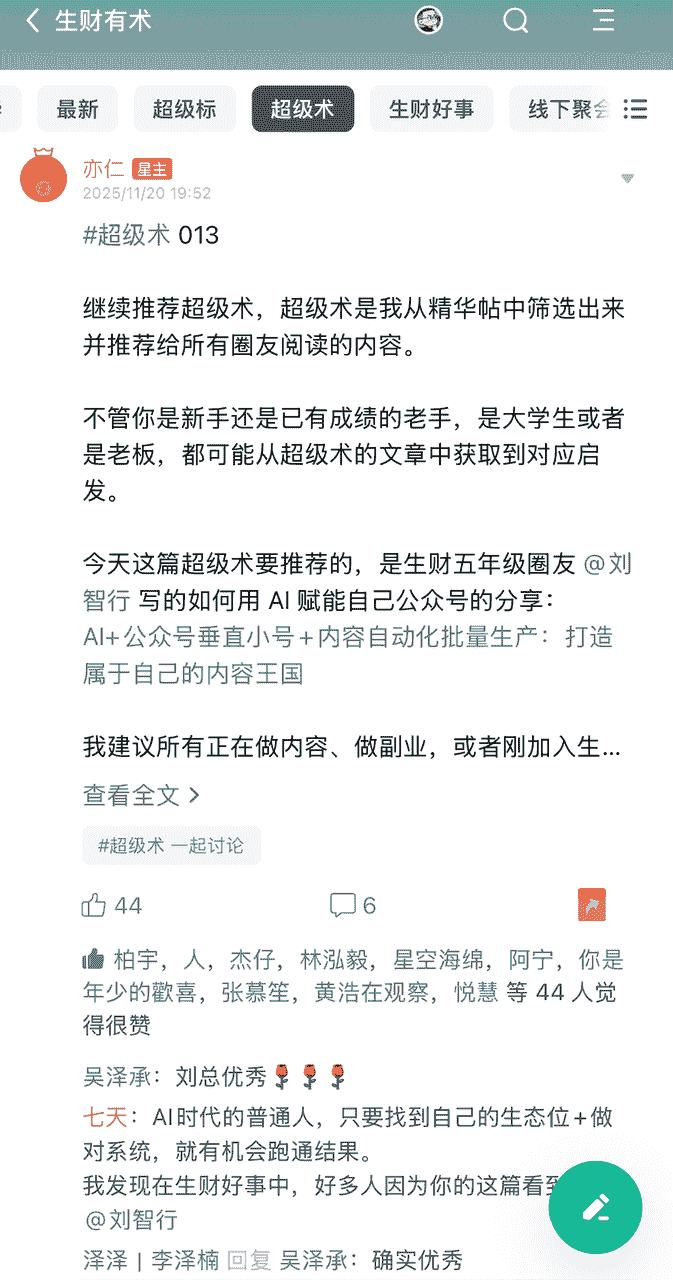 生财有术
最新
超级标
超级术
生财好事
线下聚会
亦仁 星主
2025/11/20 19:52
#超级术 013
继续推荐超级术，超级术是我从精华帖中筛选出来
并推荐给所有圈友阅读的内容。
不管你是新手还是已有成绩的老手，是大学生或者
是老板，都可能从超级术的文章中获取到对应启
发。
今天这篇超级术要推荐的，是生财五年级圈友 @刘
智行 写的如何用 AI 赋能自己公众号的分享：
AI+公众号垂直小号+内容自动化批量生产：打造
属于自己的内容王国
我建议所有正在做内容、做副业，或者刚加入生...
查看全文 >
#超级术 一起讨论
44
6
柏宇，人，杰仔，林泓毅，星空海绵，阿宁，你是
年少的歡喜，张慕笙，黄浩在观察，悦慧 等 44 人觉
得很赞
吴泽承：刘总优秀🌹🌹🌹
七天：AI时代的普通人，只要找到自己的生态位+做
对系统，就有机会跑通结果。
我发现在生财好事中，好多人因为你的这篇看到
@刘智行
泽泽 | 李泽楠 回复 吴泽承：确实优秀